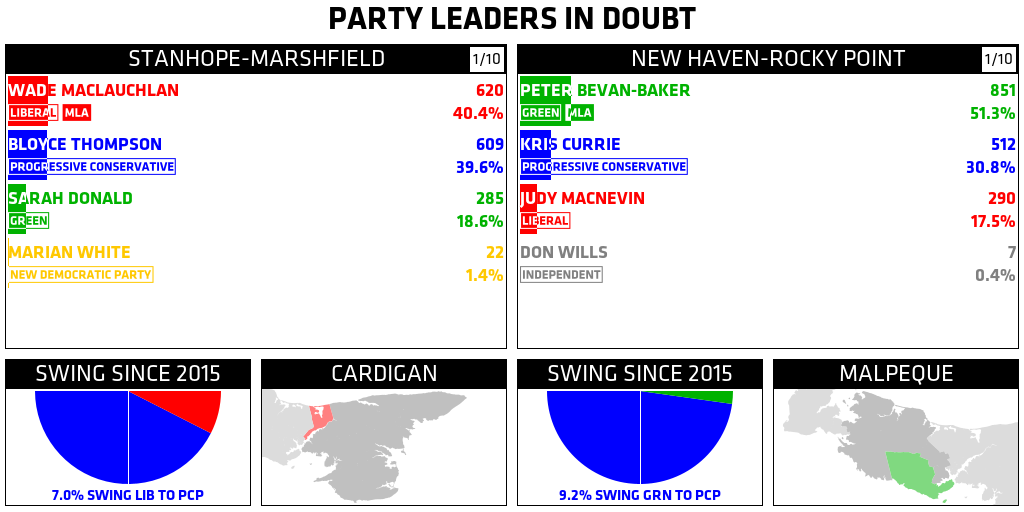 PARTY LEADERS IN DOUBT
STANHOPE-MARSHFIELD 1/10
WADE MACLAUCHLAN 620
LIBERAL MLA 40.4%
BLOYCE THOMPSON 609
PROGRESSIVE CONSERVATIVE 39.6%
SARAH DONALD 285
GREEN 18.6%
MARIAN WHITE 22
NEW DEMOCRATIC PARTY 1.4%
NEW HAVEN-ROCKY POINT 1/10
PETER BEVAN-BAKER 851
GREEN MLA 51.3%
KRIS CURRIE 512
PROGRESSIVE CONSERVATIVE 30.8%
JUDY MACNEVIN 290
LIBERAL 17.5%
DON WILLS 7
INDEPENDENT 0.4%
SWING SINCE 2015
7.0% SWING LIB TO PCP
CARDIGAN
SWING SINCE 2015
9.2% SWING GRN TO PCP
MALPEQUE